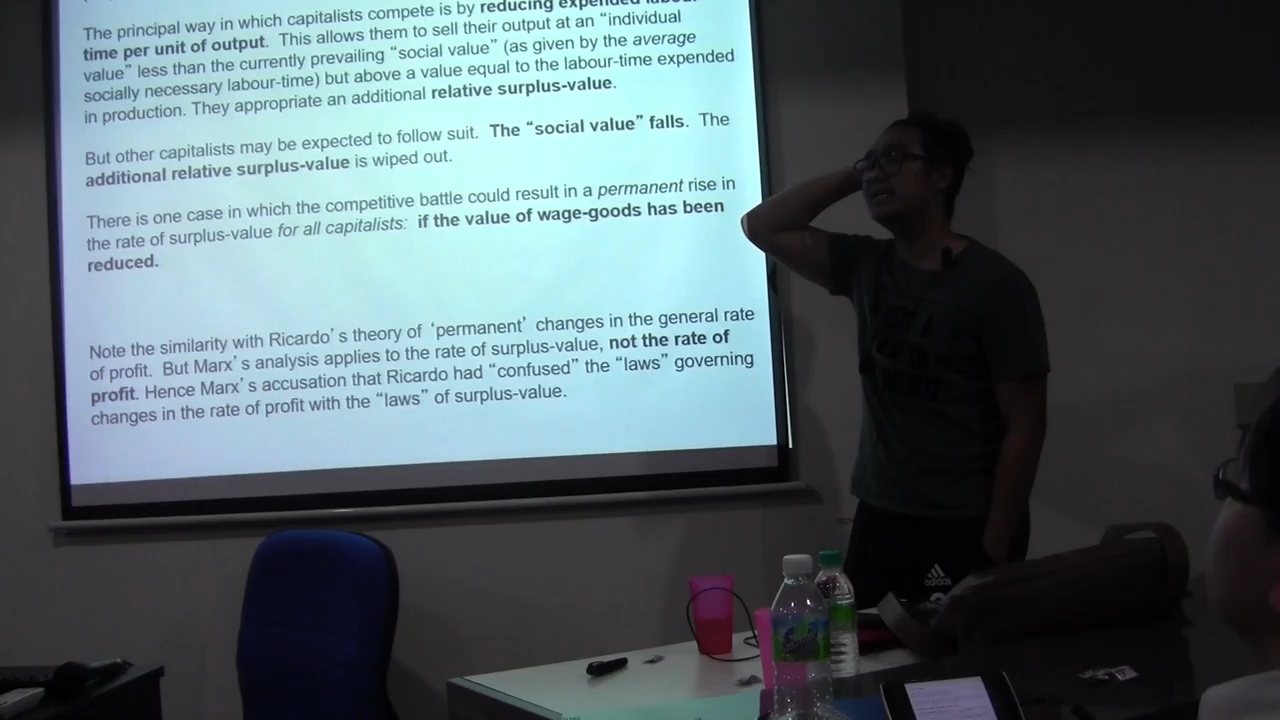 The principal way in which capitalists compete is by reducing expended labour-
time per unit of output. This allows them to sell their output at an “individual
value” less than the currently prevailing “social value” (as given by the average
socially necessary labour-time) but above a value equal to the labour-time expended
in production. They appropriate an additional relative surplus-value.
But other capitalists may be expected to follow suit. The “social value” falls. The
additional relative surplus-value is wiped out.
There is one case in which the competitive battle could result in a permanent rise in
the rate of surplus-value for all capitalists: if the value of wage-goods has been
reduced.
Note the similarity with Ricardo’s theory of ‘permanent’ changes in the general rate
of profit. But Marx’s analysis applies to the rate of surplus-value, not the rate of
profit. Hence Marx’s accusation that Ricardo had “confused” the “laws” governing
changes in the rate of profit with the “laws” of surplus-value.
adidas